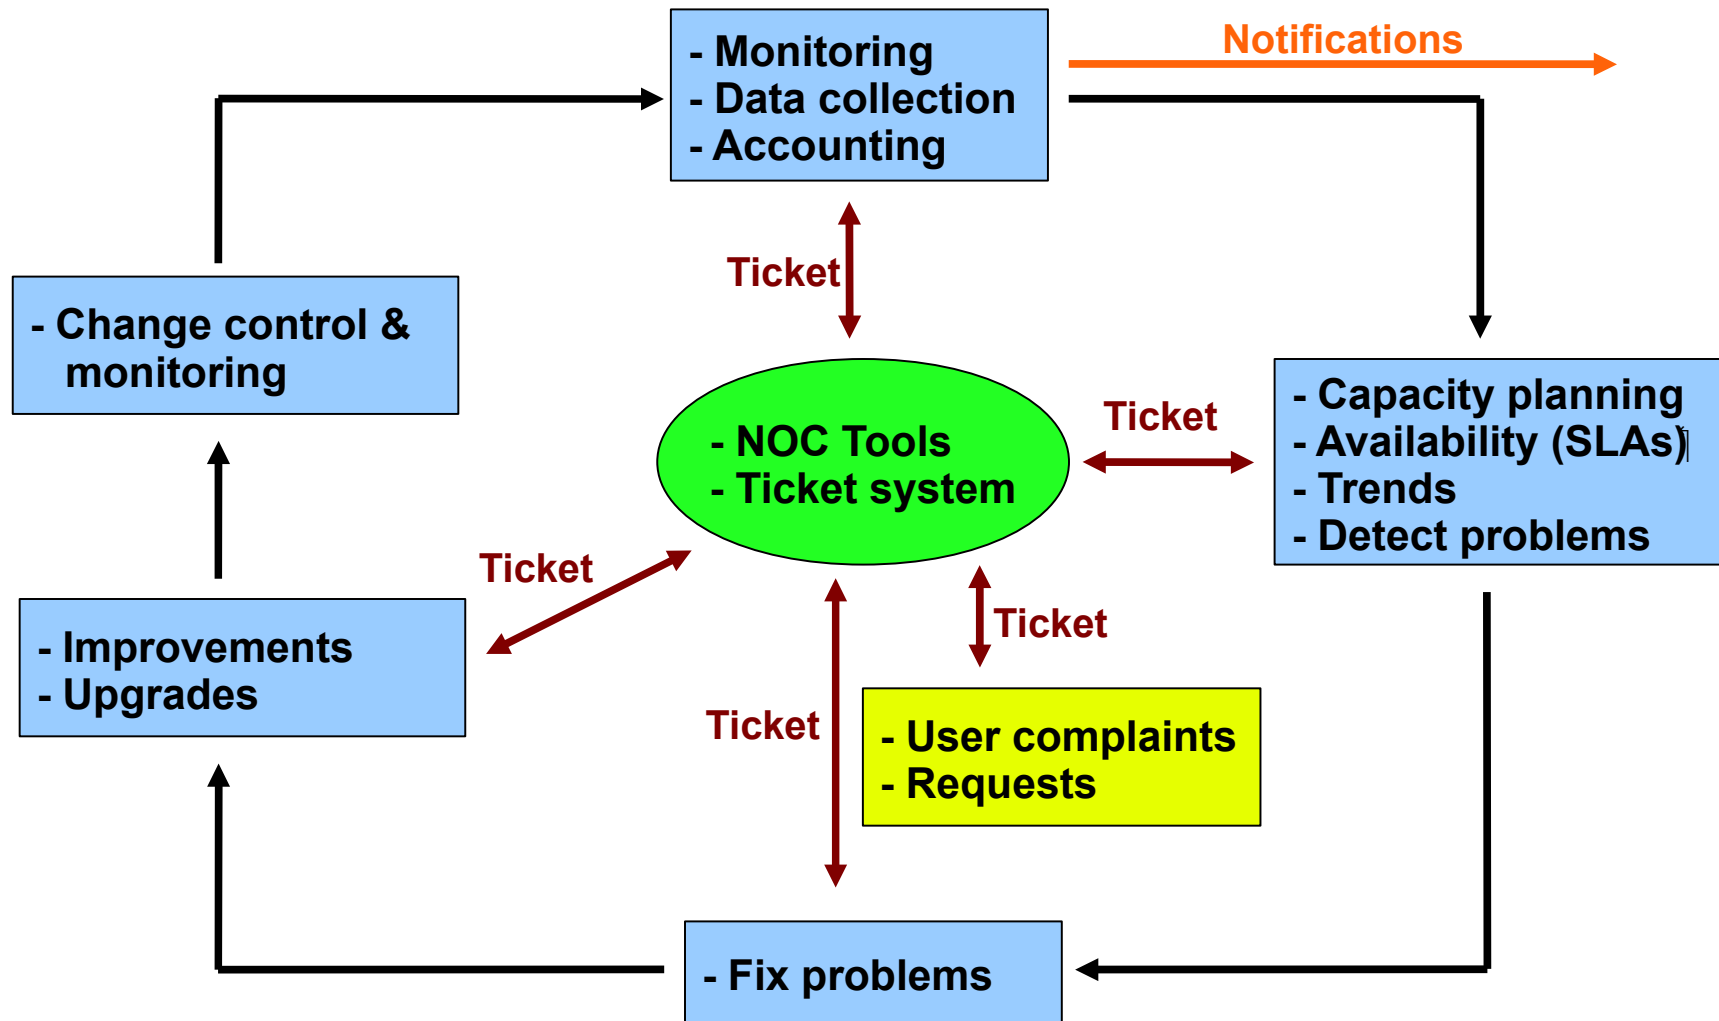 - Monitoring
- Data collection
- Accounting
Notifications
Ticket
- Change control &
monitoring
- NOC Tools
- Ticket system
Ticket
- Capacity planning
- Availability (SLAs)
- Trends
- Detect problems
Ticket
- Improvements
- Upgrades
Ticket
Ticket
- User complaints
- Requests
- Fix problems